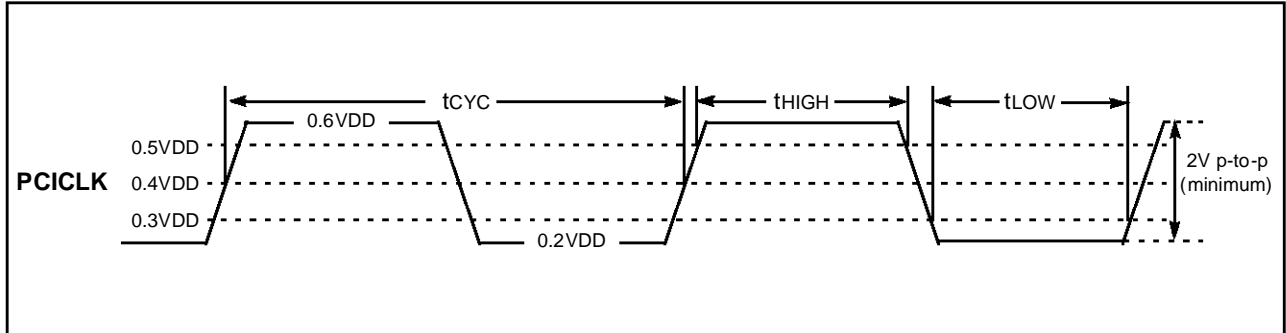 tCYC
tHIGH
tLOW
0.6VDD
0.5VDD
PCICLK
0.4VDD
0.3VDD
0.2VDD
2V p-to-p
(minimum)